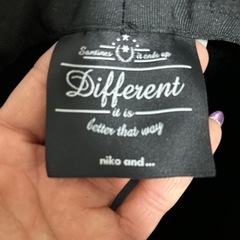 Sometimes it ends up
Different
it is
better that way
niko and...